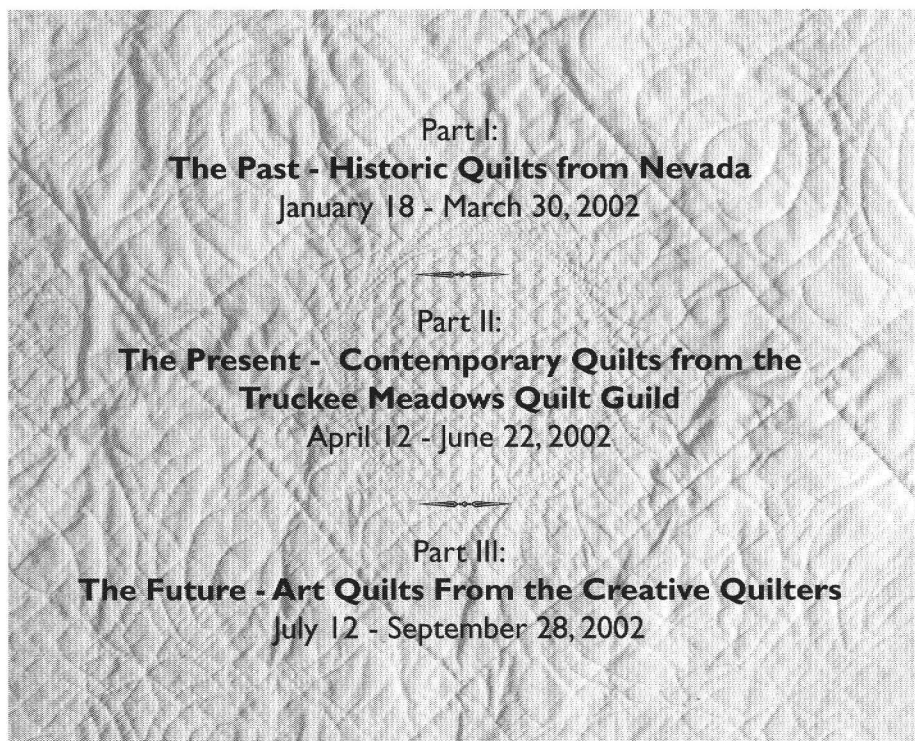 Part I:
The Past - Historic Quilts from Nevada
January 18 - March 30, 2002
Part II:
The Present -  Contemporary Quilts from the
Truckee Meadows Quilt Guild
April 12 - June 22, 2002
Part III:
The Future - Art Quilts From the Creative Quilters
July 12 - September 28, 2002